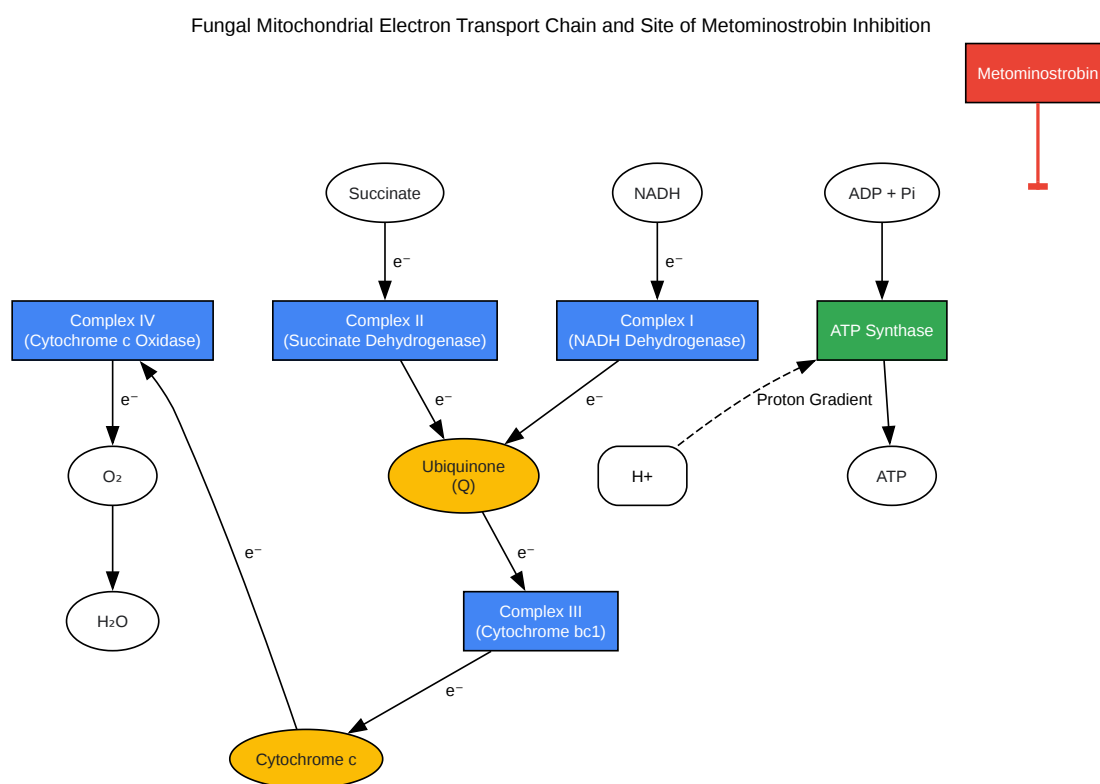 Fungal Mitochondrial Electron Transport Chain and Site of Metominostrobin Inhibition
Metominostrobin
Succinate
NADH
ADP + Pi
e⁻
e⁻
Complex IV
(Cytochrome c Oxidase)
Complex II
(Succinate Dehydrogenase)
Complex I
(NADH Dehydrogenase)
ATP Synthase
e⁻
e⁻
e⁻
Proton Gradient
O₂
Ubiquinone
(Q)
H+
ATP
e⁻
e⁻
H₂O
Complex III
(Cytochrome bc1)
e⁻
Cytochrome c